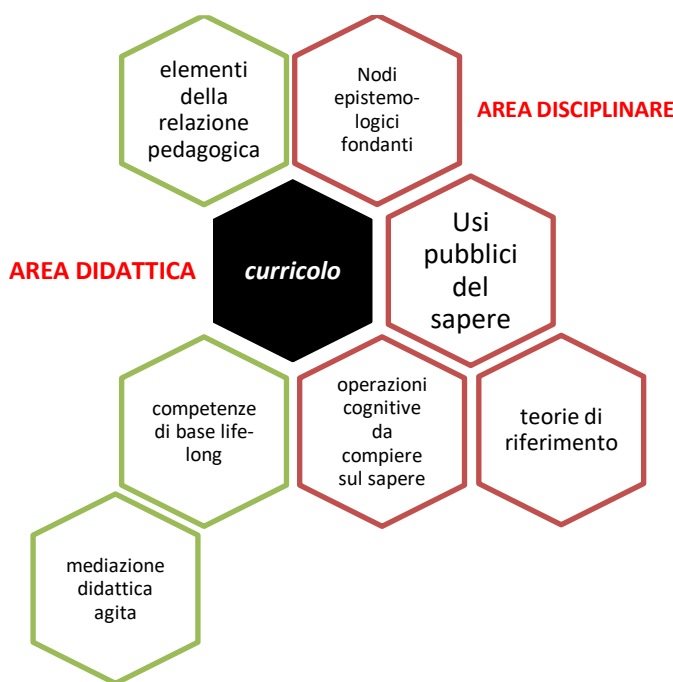 elementi
della
relazione
pedagogica
Nodi
epistemo-
logici
fondanti
AREA DISCIPLINARE
AREA DIDATTICA
curricolo
Usi
pubblici
del
sapere
competenze
di base life-
long
operazioni
cognitive
da
compiere
sul sapere
teorie di
riferimento
mediazione
didattica
agita